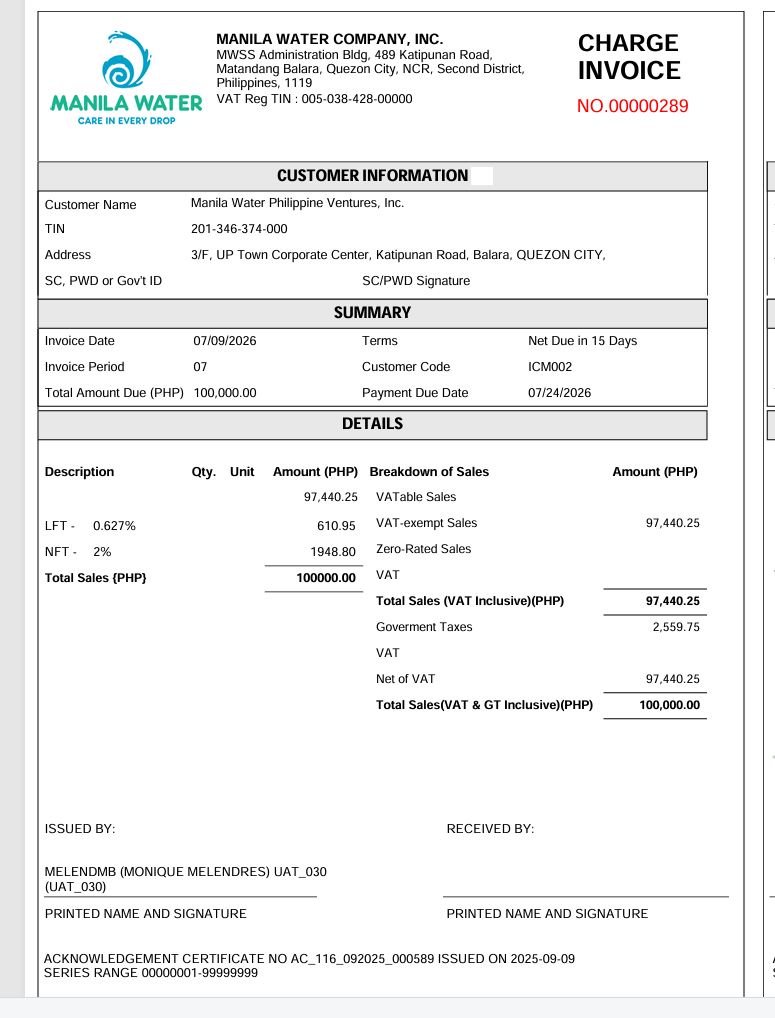 MANILA WATER
CARE IN EVERY DROP
MANILA WATER COMPANY, INC.
MWSS Administration Bldg, 489 Katipunan Road,
Matandang Balara, Quezon City, NCR, Second District,
Philippines, 1119
VAT Reg TIN : 005-038-428-00000
CHARGE
INVOICE
NO.00000289
CUSTOMER INFORMATION
Customer Name Manila Water Philippine Ventures, Inc.
TIN 201-346-374-000
Address 3/F, UP Town Corporate Center, Katipunan Road, Balara, QUEZON CITY,
SC, PWD or Gov't ID SC/PWD Signature
SUMMARY
Invoice Date 07/09/2026 Terms Net Due in 15 Days
Invoice Period 07 Customer Code ICM002
Total Amount Due (PHP) 100,000.00 Payment Due Date 07/24/2026
DETAILS
Description Qty. Unit Amount (PHP) Breakdown of Sales Amount (PHP)
97,440.25 VATable Sales
LFT - 0.627% 610.95 VAT-exempt Sales 97,440.25
NFT - 2% 1948.80 Zero-Rated Sales
Total Sales {PHP} 100000.00 VAT
Total Sales (VAT Inclusive)(PHP) 97,440.25
Goverment Taxes 2,559.75
VAT
Net of VAT 97,440.25
Total Sales(VAT & GT Inclusive)(PHP) 100,000.00
ISSUED BY: RECEIVED BY:
MELENDMB (MONIQUE MELENDRES) UAT_030
(UAT_030)
PRINTED NAME AND SIGNATURE PRINTED NAME AND SIGNATURE
ACKNOWLEDGEMENT CERTIFICATE NO AC_116_092025_000589 ISSUED ON 2025-09-09
SERIES RANGE 00000001-99999999